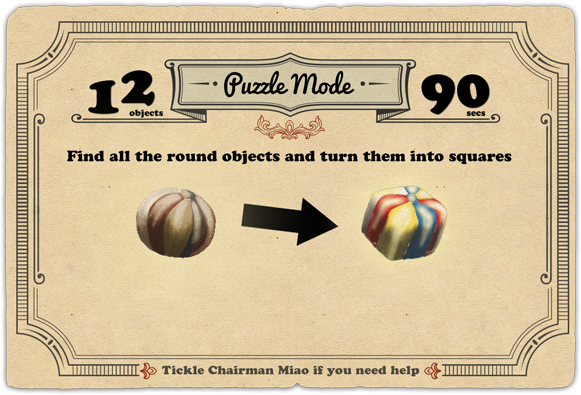 12 objects
Puzzle Mode
90 secs
Find all the round objects and turn them into squares
Tickle Chairman Miao if you need help